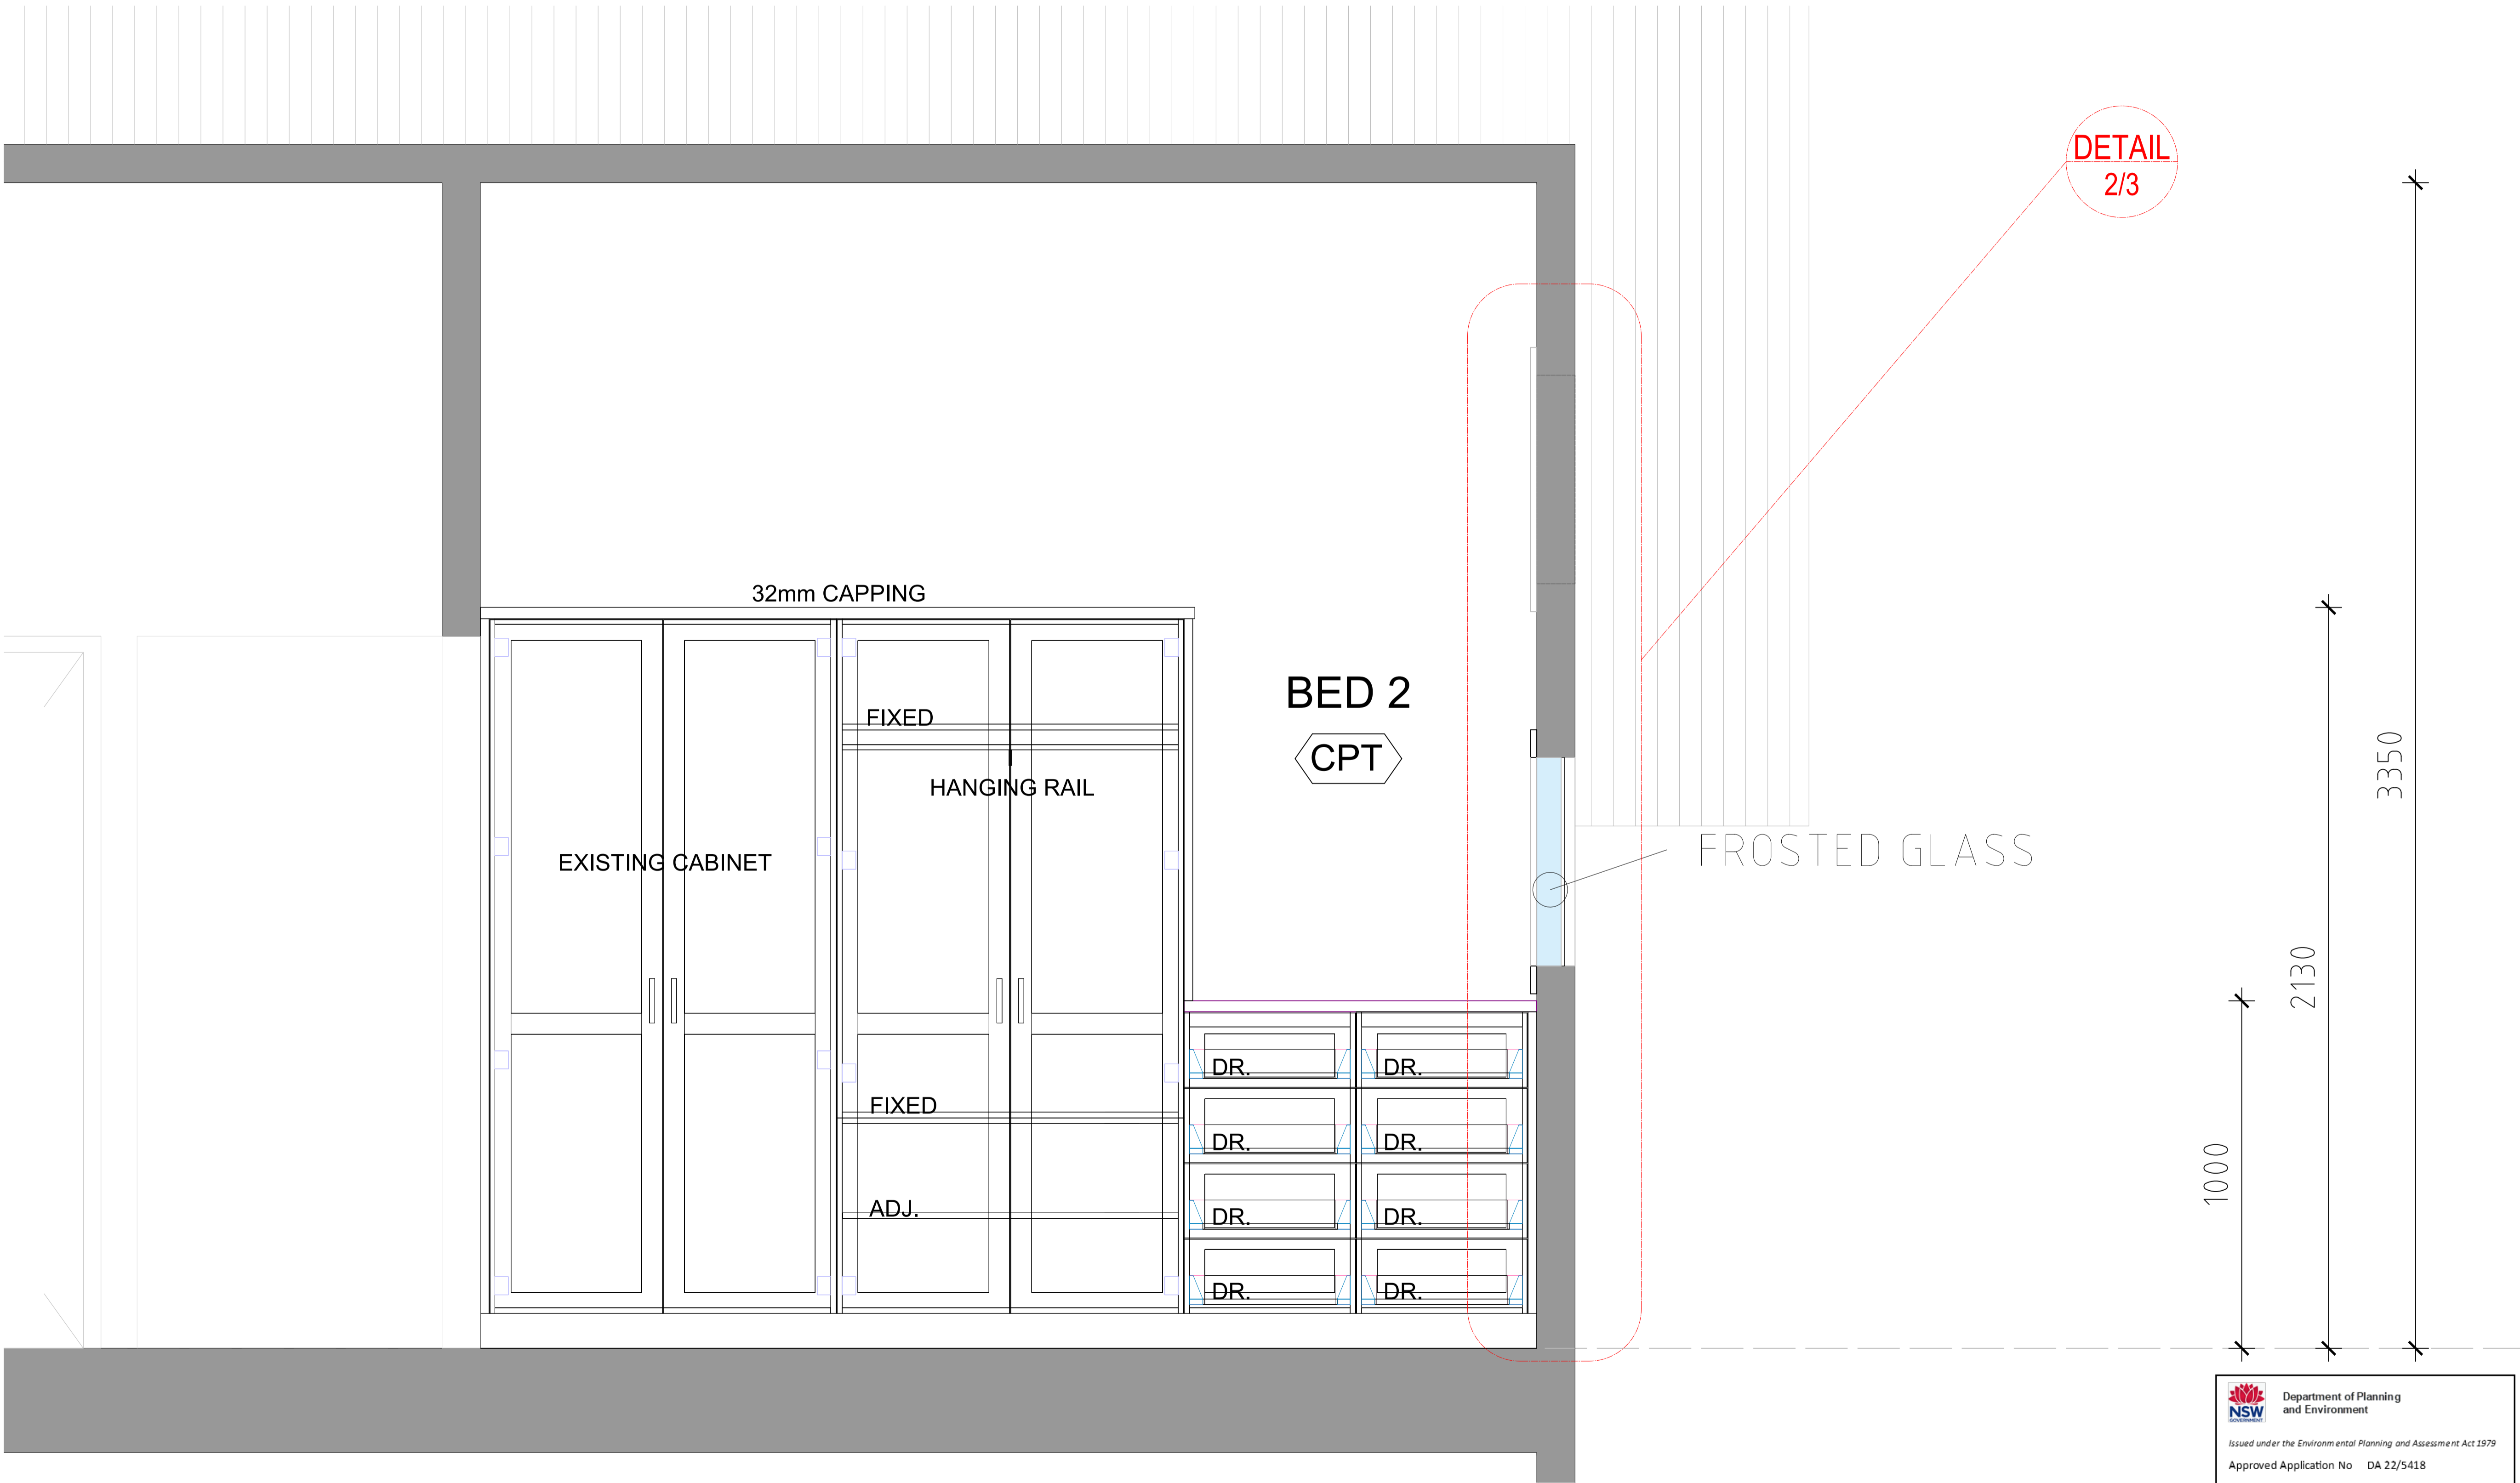 DETAIL
2/3
32mm CAPPING
BED 2
CPT
FIXED
HANGING RAIL
EXISTING CABINET
FROSTED GLASS
3350
2130
1000
FIXED
ADJ.
DR.
DR.
DR.
DR.
DR.
DR.
DR.
DR.
NSW
GOVERNMENT
Department of Planning
and Environment
Issued under the Environmental Planning and Assessment Act 1979
Approved Application No DA 22/5418